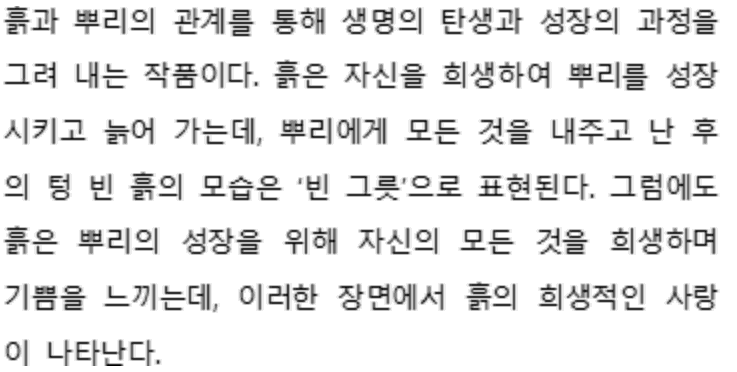 흙과 뿌리의 관계를 통해 생명의 탄생과 성장의 과정을
그려 내는 작품이다. 흙은 자신을 희생하여 뿌리를 성장
시키고 늙어 가는데, 뿌리에게 모든 것을 내주고 난 후
의 텅 빈 흙의 모습은 ‘빈 그릇’으로 표현된다. 그럼에도
흙은 뿌리의 성장을 위해 자신의 모든 것을 희생하며
기쁨을 느끼는데, 이러한 장면에서 흙의 희생적인 사랑
이 나타난다.